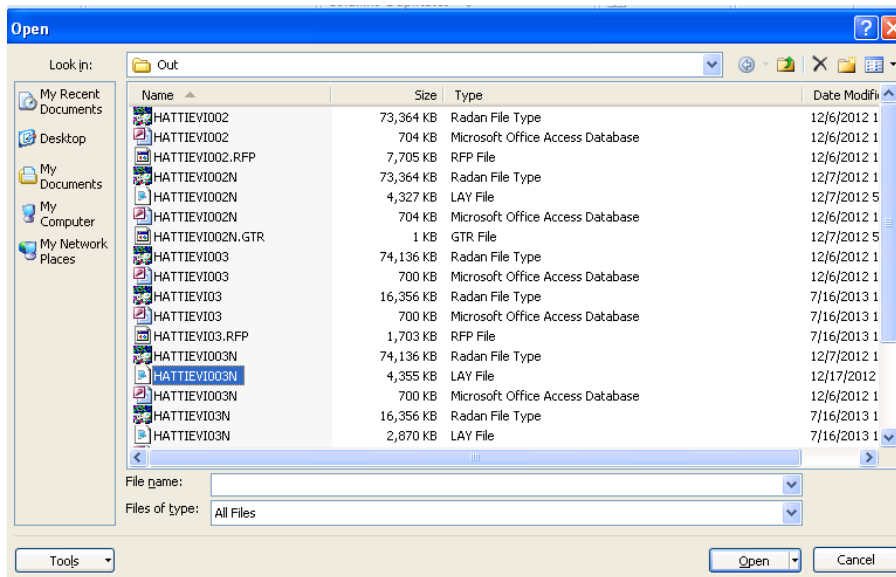 Open
Look in: Out
My Recent Documents
Desktop
My Documents
My Computer
My Network Places
Name Size Type Date Modifi
HATTIEVI002 73,364 KB Radan File Type 12/6/2012 1
HATTIEVI002 704 KB Microsoft Office Access Database 12/6/2012 1
HATTIEVI002.RFP 7,705 KB RFP File 12/6/2012 1
HATTIEVI002N 73,364 KB Radan File Type 12/7/2012 1
HATTIEVI002N 4,327 KB LAY File 12/7/2012 5
HATTIEVI002N 704 KB Microsoft Office Access Database 12/6/2012 1
HATTIEVI002N.GTR 1 KB GTR File 12/7/2012 5
HATTIEVI003 74,136 KB Radan File Type 12/6/2012 1
HATTIEVI003 700 KB Microsoft Office Access Database 12/6/2012 1
HATTIEVI03 16,356 KB Radan File Type 7/16/2013 1
HATTIEVI03 700 KB Microsoft Office Access Database 7/16/2013 1
HATTIEVI03.RFP 1,703 KB RFP File 7/16/2013 1
HATTIEVI003N 74,136 KB Radan File Type 12/7/2012 1
HATTIEVI003N 4,355 KB LAY File 12/17/2012
HATTIEVI003N 700 KB Microsoft Office Access Database 12/6/2012 1
HATTIEVI03N 16,356 KB Radan File Type 7/16/2013 1
HATTIEVI03N 2,870 KB LAY File 7/16/2013 1
File name:
Files of type: All Files
Tools Open Cancel